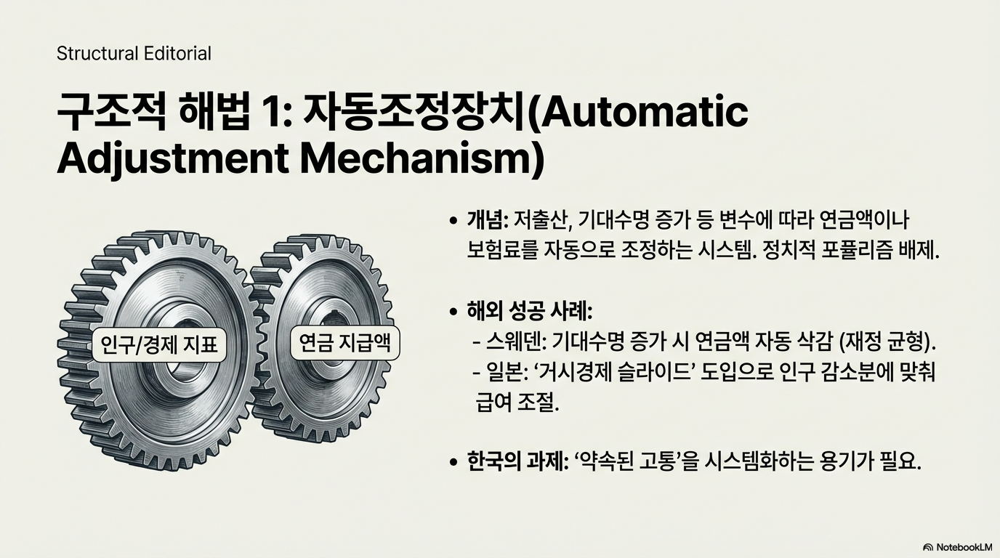 Structural Editorial
구조적 해법 1: 자동조정장치(Automatic
Adjustment Mechanism)
인구/경제 지표
연금 지급액
• 개념: 저출산, 기대수명 증가 등 변수에 따라 연금액이나
보험료를 자동으로 조정하는 시스템. 정치적 포퓰리즘 배제.
• 해외 성공 사례:
- 스웨덴: 기대수명 증가 시 연금액 자동 삭감 (재정 균형).
- 일본: ‘거시경제 슬라이드’ 도입으로 인구 감소분에 맞춰
급여 조절.
• 한국의 과제: ‘약속된 고통’을 시스템화하는 용기가 필요.
NotebookLM